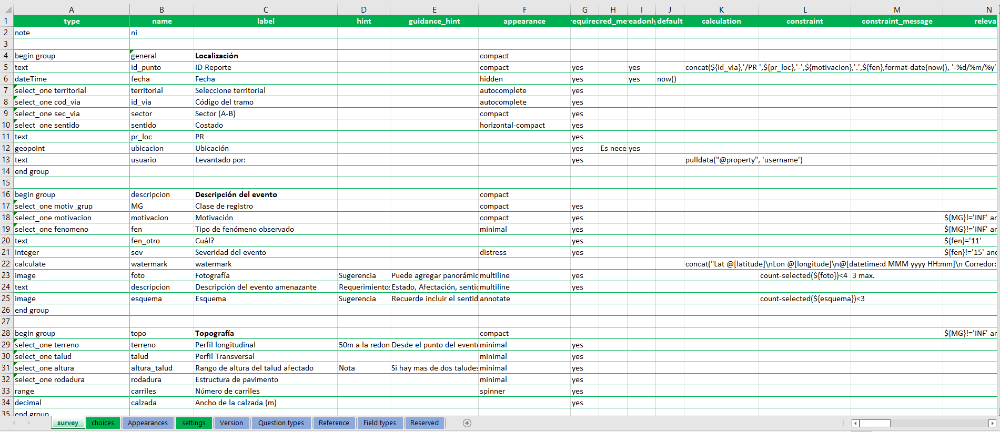 A B C D E F G H I J K L M N
1 type name label hint guidance_hint appearance required red_me readonly default calculation constraint constraint_message releva
2 note ni
3
4 begin group general Localización compact
5 text id_punto ID Reporte compact yes yes concat(${id_via},'/PR ',${pr_loc},'-',${motivacion},'.',${fen},format-date(now(), '-%d/%m/%y'
6 dateTime fecha Fecha hidden yes yes now()
7 select_one territorial territorial Seleccione territorial autocomplete yes
8 select_one cod_via id_via Código del tramo autocomplete yes
9 select_one sec_via sector Sector (A-B) compact yes
10 select_one sentido sentido Costado horizontal-compact yes
11 text pr_loc PR yes
12 geopoint ubicacion Ubicación yes Es nece yes
13 text usuario Levantado por: yes pulldata("@property", 'username')
14 end group
15
16 begin group descripcion Descripción del evento compact
17 select_one motiv_grup MG Clase de registro compact yes
18 select_one motivacion motivacion Motivación compact yes ${MG}!='INF' ar
19 select_one fenomeno fen Tipo de fenómeno observado minimal yes ${MG}!='INF' ar
20 text fen_otro Cuál? yes ${fen}='11'
21 integer sev Severidad del evento distress yes ${fen}!='15' and
22 calculate watermark watermark concat("Lat @[latitude]\nLon @[longitude]\n@[datetime:d MMM yyyy HH:mm]\n Corredor:
23 image foto Fotografía Sugerencia Puede agregar panorámic multiline yes count-selected(${foto})<4 3 max.
24 text descripcion Descripción del evento amenazante Requerimientos Estado, Afectación, sentid multiline yes
25 image esquema Esquema Sugerencia Recuerde incluir el sentid annotate count-selected(${esquema})<3
26 end group
27
28 begin group topo Topografía compact ${MG}!='INF' ar
29 select_one terreno terreno Perfil longitudinal 50m a la redon Desde el punto del evento minimal yes
30 select_one talud talud Perfil Transversal minimal yes
31 select_one altura altura_talud Rango de altura del talud afectado Nota Si hay mas de dos taludes minimal yes
32 select_one rodadura rodadura Estructura de pavimento minimal yes
33 range carriles Número de carriles spinner yes
34 decimal calzada Ancho de la calzada (m) yes
35 end group
survey choices Appearances settings Version Question types Reference Field types Reserved